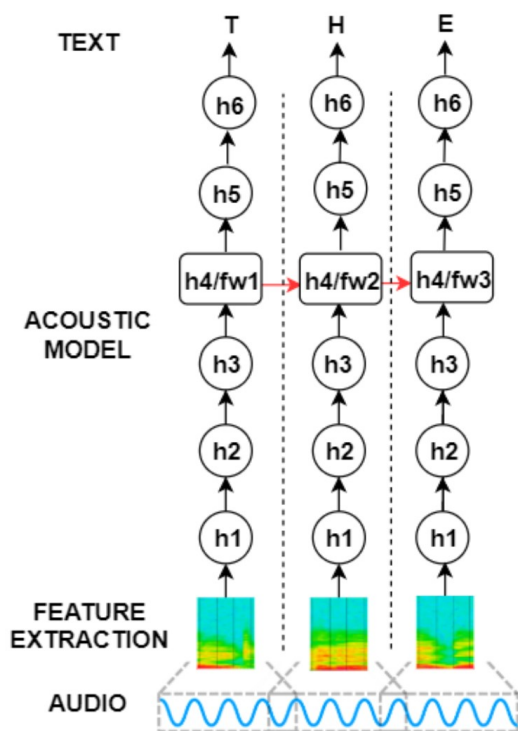 TEXT T H E
h6 h6 h6
h5 h5 h5
h4/fw1 h4/fw2 h4/fw3
ACOUSTIC
MODEL
h3 h3 h3
h2 h2 h2
h1 h1 h1
FEATURE
EXTRACTION
AUDIO